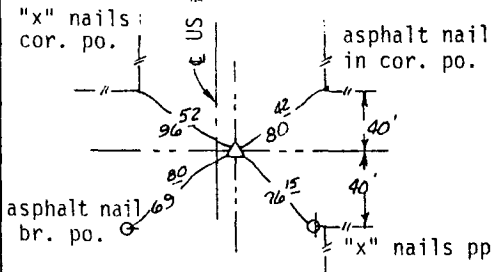 "x" nails
cor. po.
℄ US
asphalt nail
in cor. po.
96 52
80 42
40'
69 80
76 15
40'
asphalt nail
br. po.
"x" nails pp